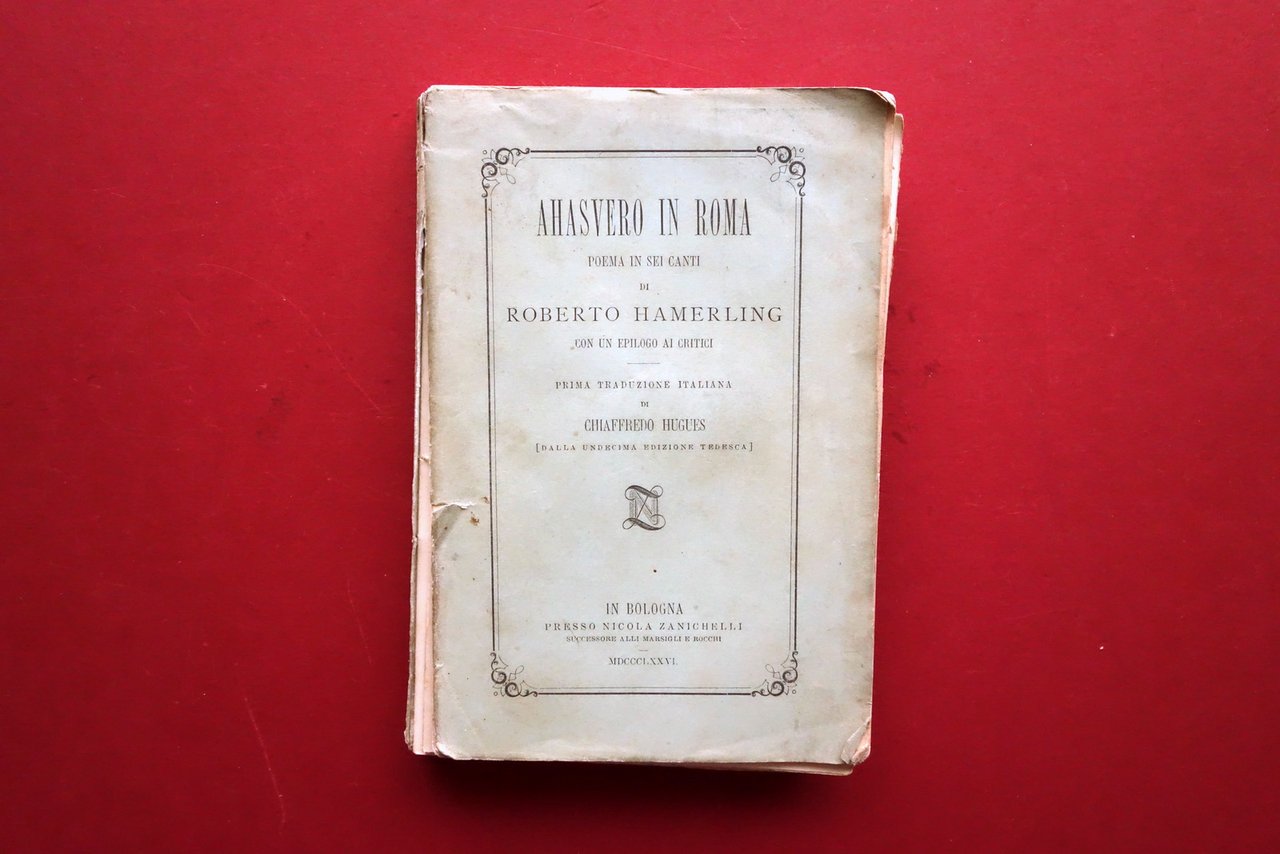 AHASVERO IN ROMA
POEMA IN SEI CANTI
DI
ROBERTO HAMERLING
CON UN EPILOGO AI CRITICI
PRIMA TRADUZIONE ITALIANA
DI
CHIAFFREDO HUGUES
[DALLA UNDECIMA EDIZIONE TEDESCA]
NZ
IN BOLOGNA
PRESSO NICOLA ZANICHELLI
SUCCESSORE ALLI MARSIGLI E ROCCHI
MDCCCLXXVI.